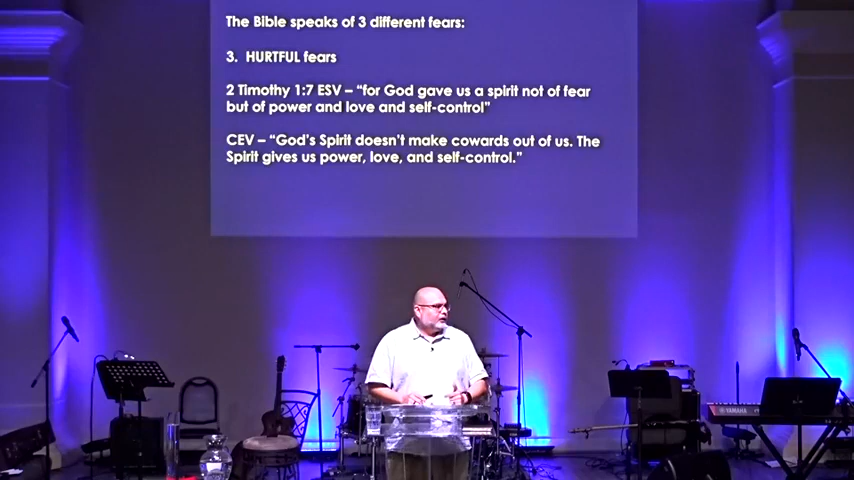 The Bible speaks of 3 different fears:
3. HURTFUL fears
2 Timothy 1:7 ESV – “for God gave us a spirit not of fear
but of power and love and self-control”
CEV – “God’s Spirit doesn’t make cowards out of us. The
Spirit gives us power, love, and self-control.”
YAMAHA